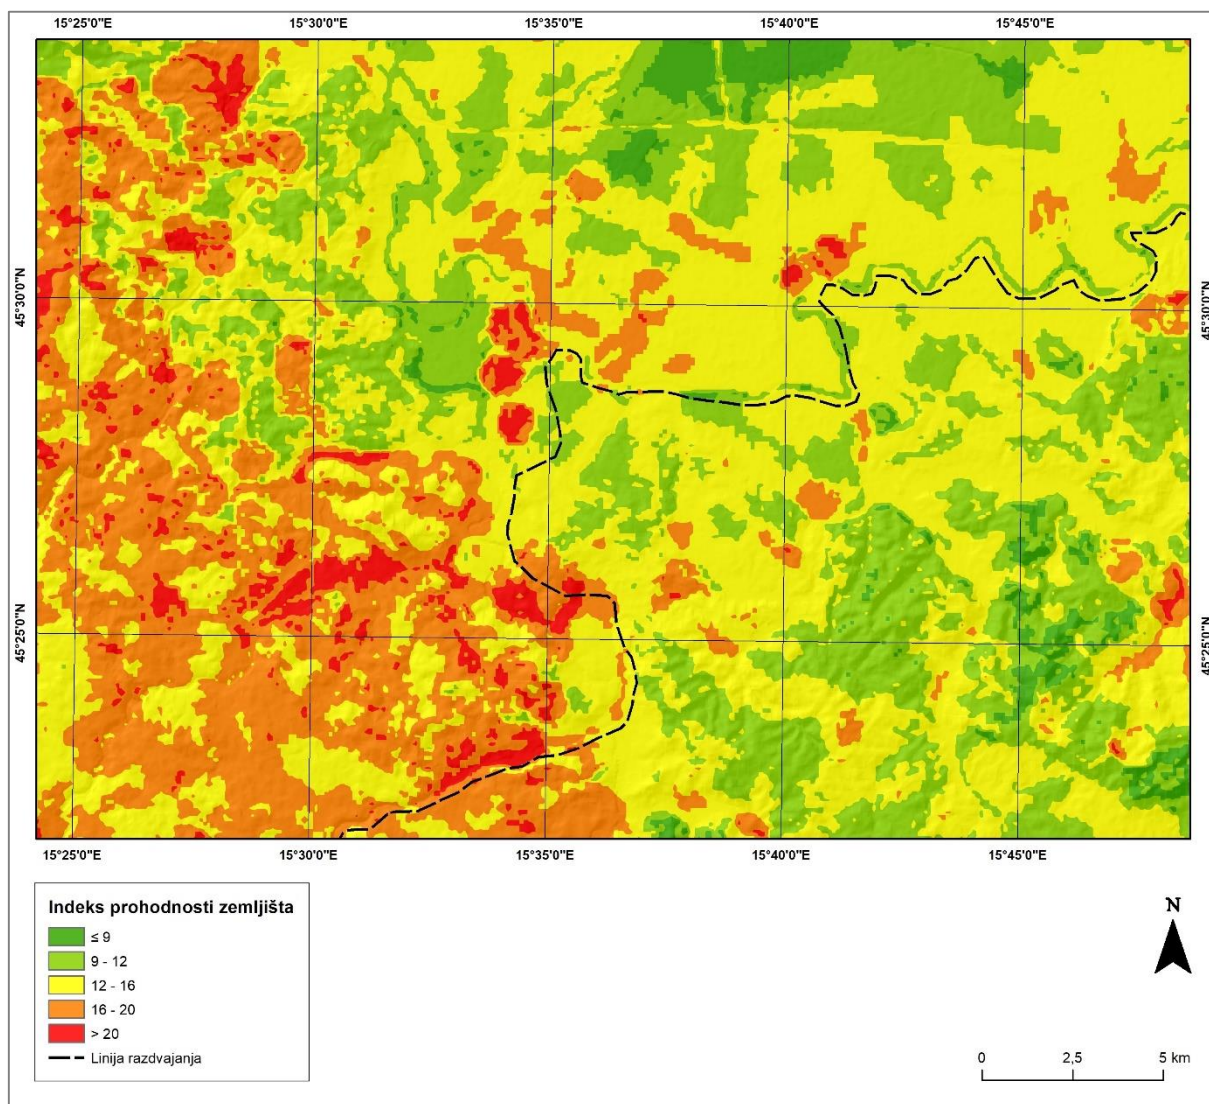 15°25'0"E 15°30'0"E 15°35'0"E 15°40'0"E 15°45'0"E
45°30'0"N 45°30'0"N
45°25'0"N 45°25'0"N
15°25'0"E 15°30'0"E 15°35'0"E 15°40'0"E 15°45'0"E
Indeks prohodnosti zemljišta
≤ 9
9 - 12
12 - 16
16 - 20
> 20
Linija razdvajanja
N
0 2,5 5 km